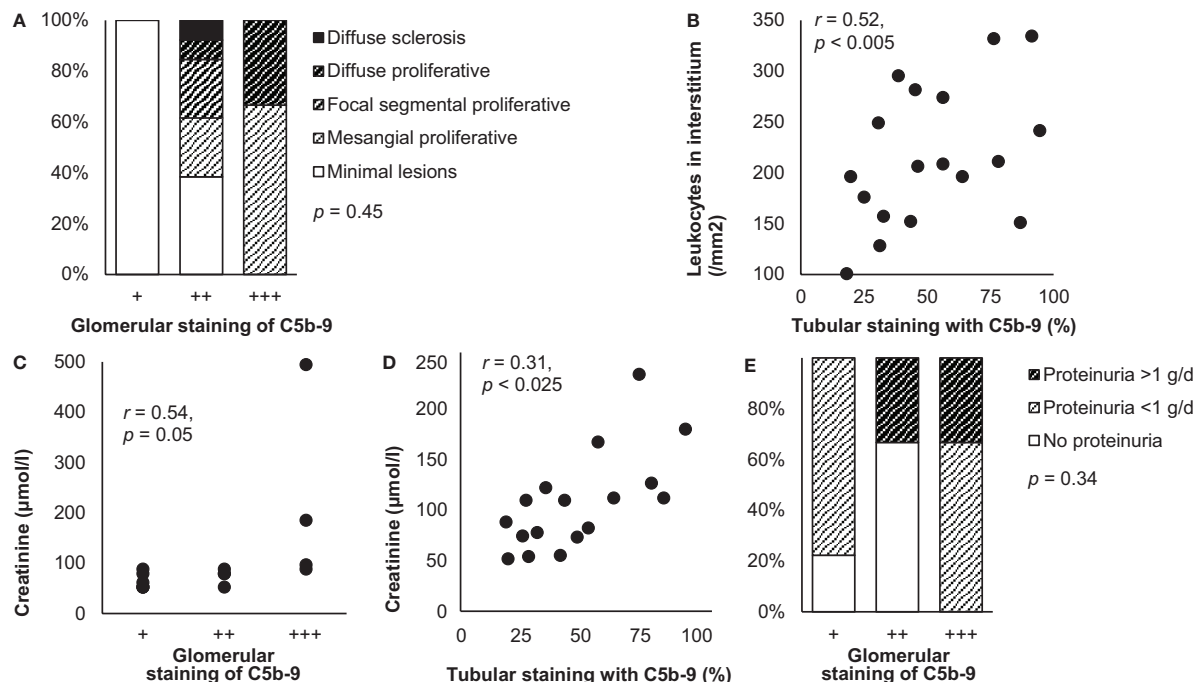 A
100%
80%
60%
40%
20%
0%
+
++
+++
Glomerular staining of C5b-9
Diffuse sclerosis
Diffuse proliferative
Focal segmental proliferative
Mesangial proliferative
Minimal lesions
p = 0.45
B
Leukocytes in interstitium
(/mm2)
350
300
250
200
150
100
r = 0.52,
p < 0.005
0
25
50
75
100
Tubular staining with C5b-9 (%)
C
Creatinine (µmol/l)
500
400
300
200
100
0
r = 0.54,
p = 0.05
+
++
+++
Glomerular
staining of C5b-9
D
Creatinine (µmol/l)
250
200
150
100
50
0
r = 0.31,
p < 0.025
0
25
50
75
100
Tubular staining with C5b-9 (%)
E
80%
60%
40%
20%
0%
+
++
+++
Glomerular
staining of C5b-9
Proteinuria >1 g/d
Proteinuria <1 g/d
No proteinuria
p = 0.34